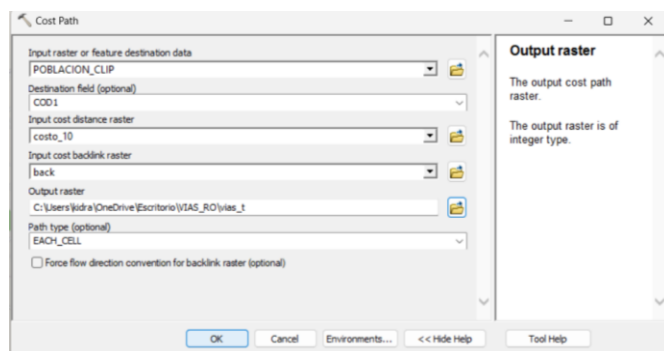 Cost Path
Input raster or feature destination data
POBLACION_CLIP
Destination field (optional)
COD1
Input cost distance raster
costo_10
Input cost backlink raster
back
Output raster
C:\Users\kidra\OneDrive\Escritorio\VIAS_RO\vias_t
Path type (optional)
EACH_CELL
Force flow direction convention for backlink raster (optional)
Output raster
The output cost path
raster.
The output raster is of
integer type.
OK
Cancel
Environments...
<< Hide Help
Tool Help